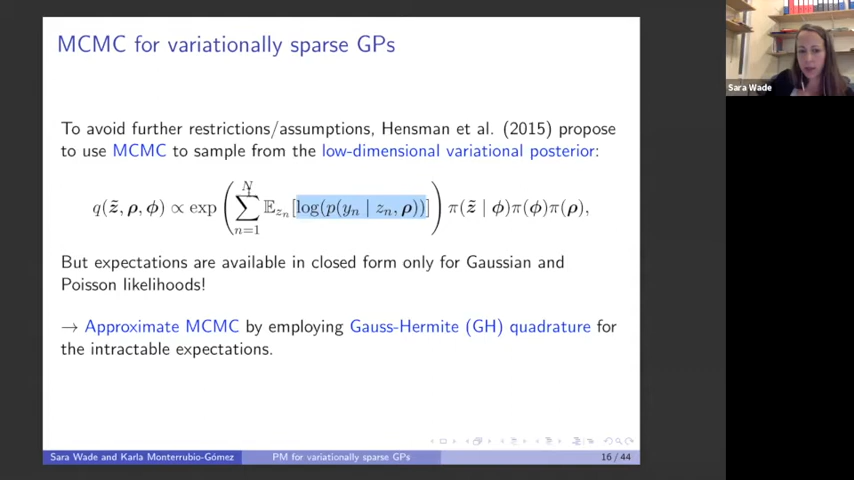 MCMC for variationally sparse GPs
To avoid further restrictions/assumptions, Hensman et al. (2015) propose
to use MCMC to sample from the low-dimensional variational posterior:
q(z̃, ρ, ϕ) ∝ exp ( ∑_{n=1}^{N} 𝔼_{z_n}[log(p(y_n | z_n, ρ))] ) π(z̃ | ϕ)π(ϕ)π(ρ),
But expectations are available in closed form only for Gaussian and
Poisson likelihoods!
→ Approximate MCMC by employing Gauss-Hermite (GH) quadrature for
the intractable expectations.
Sara Wade and Karla Monterrubio-Gómez PM for variationally sparse GPs 16 / 44
Sara Wade